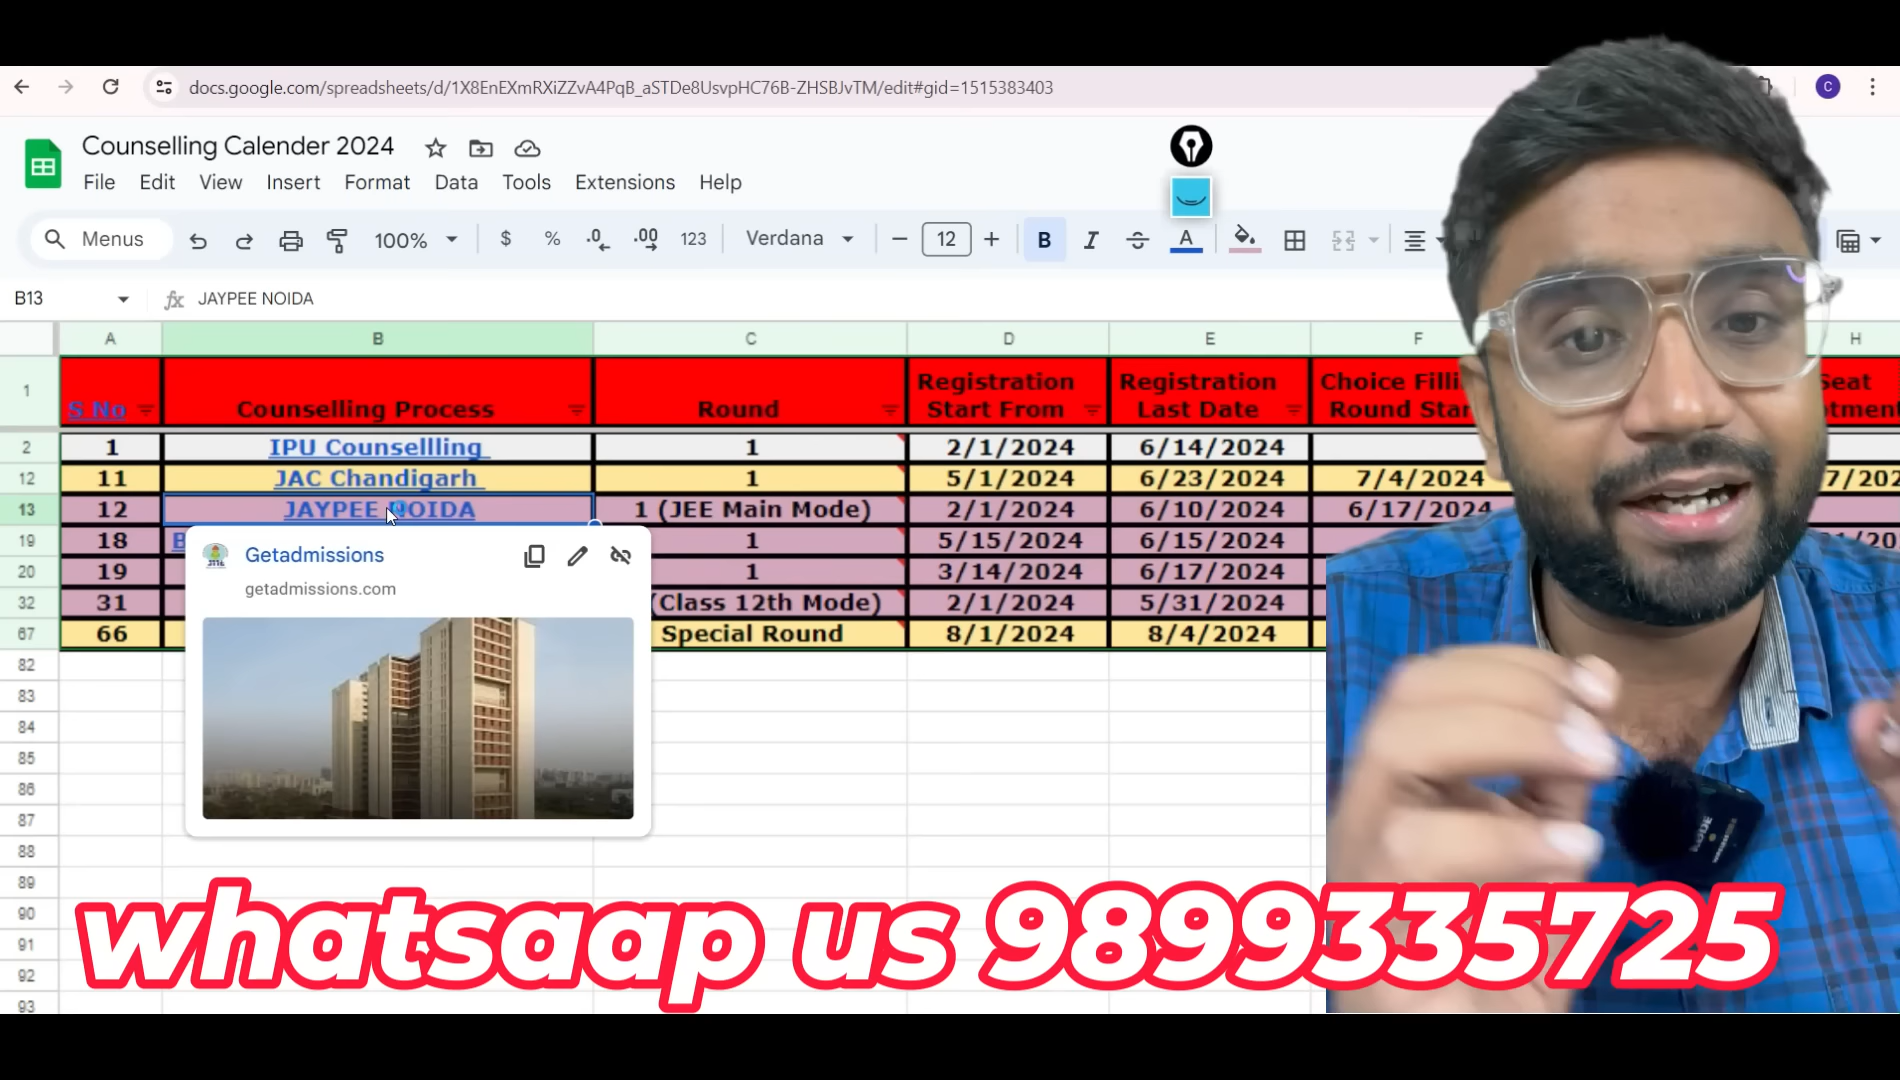 docs.google.com/spreadsheets/d/1X8EnEXmRXiZZvA4PqB_aSTDe8UsvpHC76B-ZHSBJvTM/edit#gid=1515383403
C
Counselling Calender 2024
File Edit View Insert Format Data Tools Extensions Help
Menus 100% $ % .0 .00 123 Verdana 12 B I A
B13 fx JAYPEE NOIDA
A B C D E F H
1 S No Counselling Process Round Registration Start From Registration Last Date Choice Filli Round Star Seat
2 1 IPU Counsellling 1 2/1/2024 6/14/2024
12 11 JAC Chandigarh 1 5/1/2024 6/23/2024 7/4/2024
13 12 JAYPEE NOIDA 1 (JEE Main Mode) 2/1/2024 6/10/2024 6/17/2024
19 18 B 1 5/15/2024 6/15/2024
20 19 1 3/14/2024 6/17/2024
32 31 (Class 12th Mode) 2/1/2024 5/31/2024
67 66 Special Round 8/1/2024 8/4/2024
Getadmissions
getadmissions.com
82
83
84
85
86
87
88
89
90
91
92
93
RODE
whatsaap us 9899335725